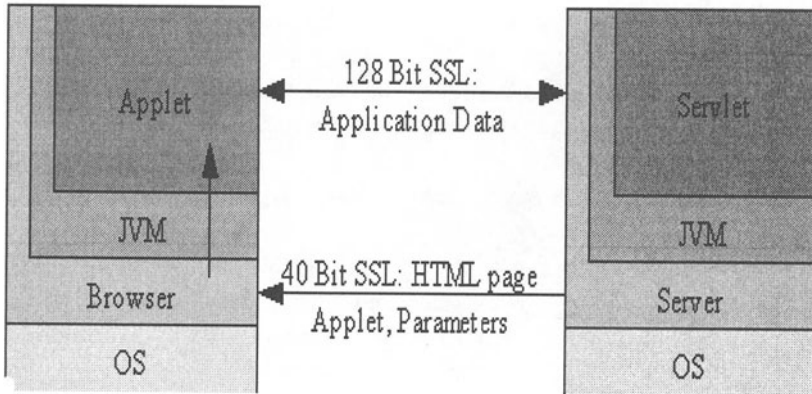 128 Bit SSL:
Applet
Servlet
Application Data
JVM
JVM
40 Bit SSL: HTML page
Browser
Server
Applet, Parameters
OS
OS